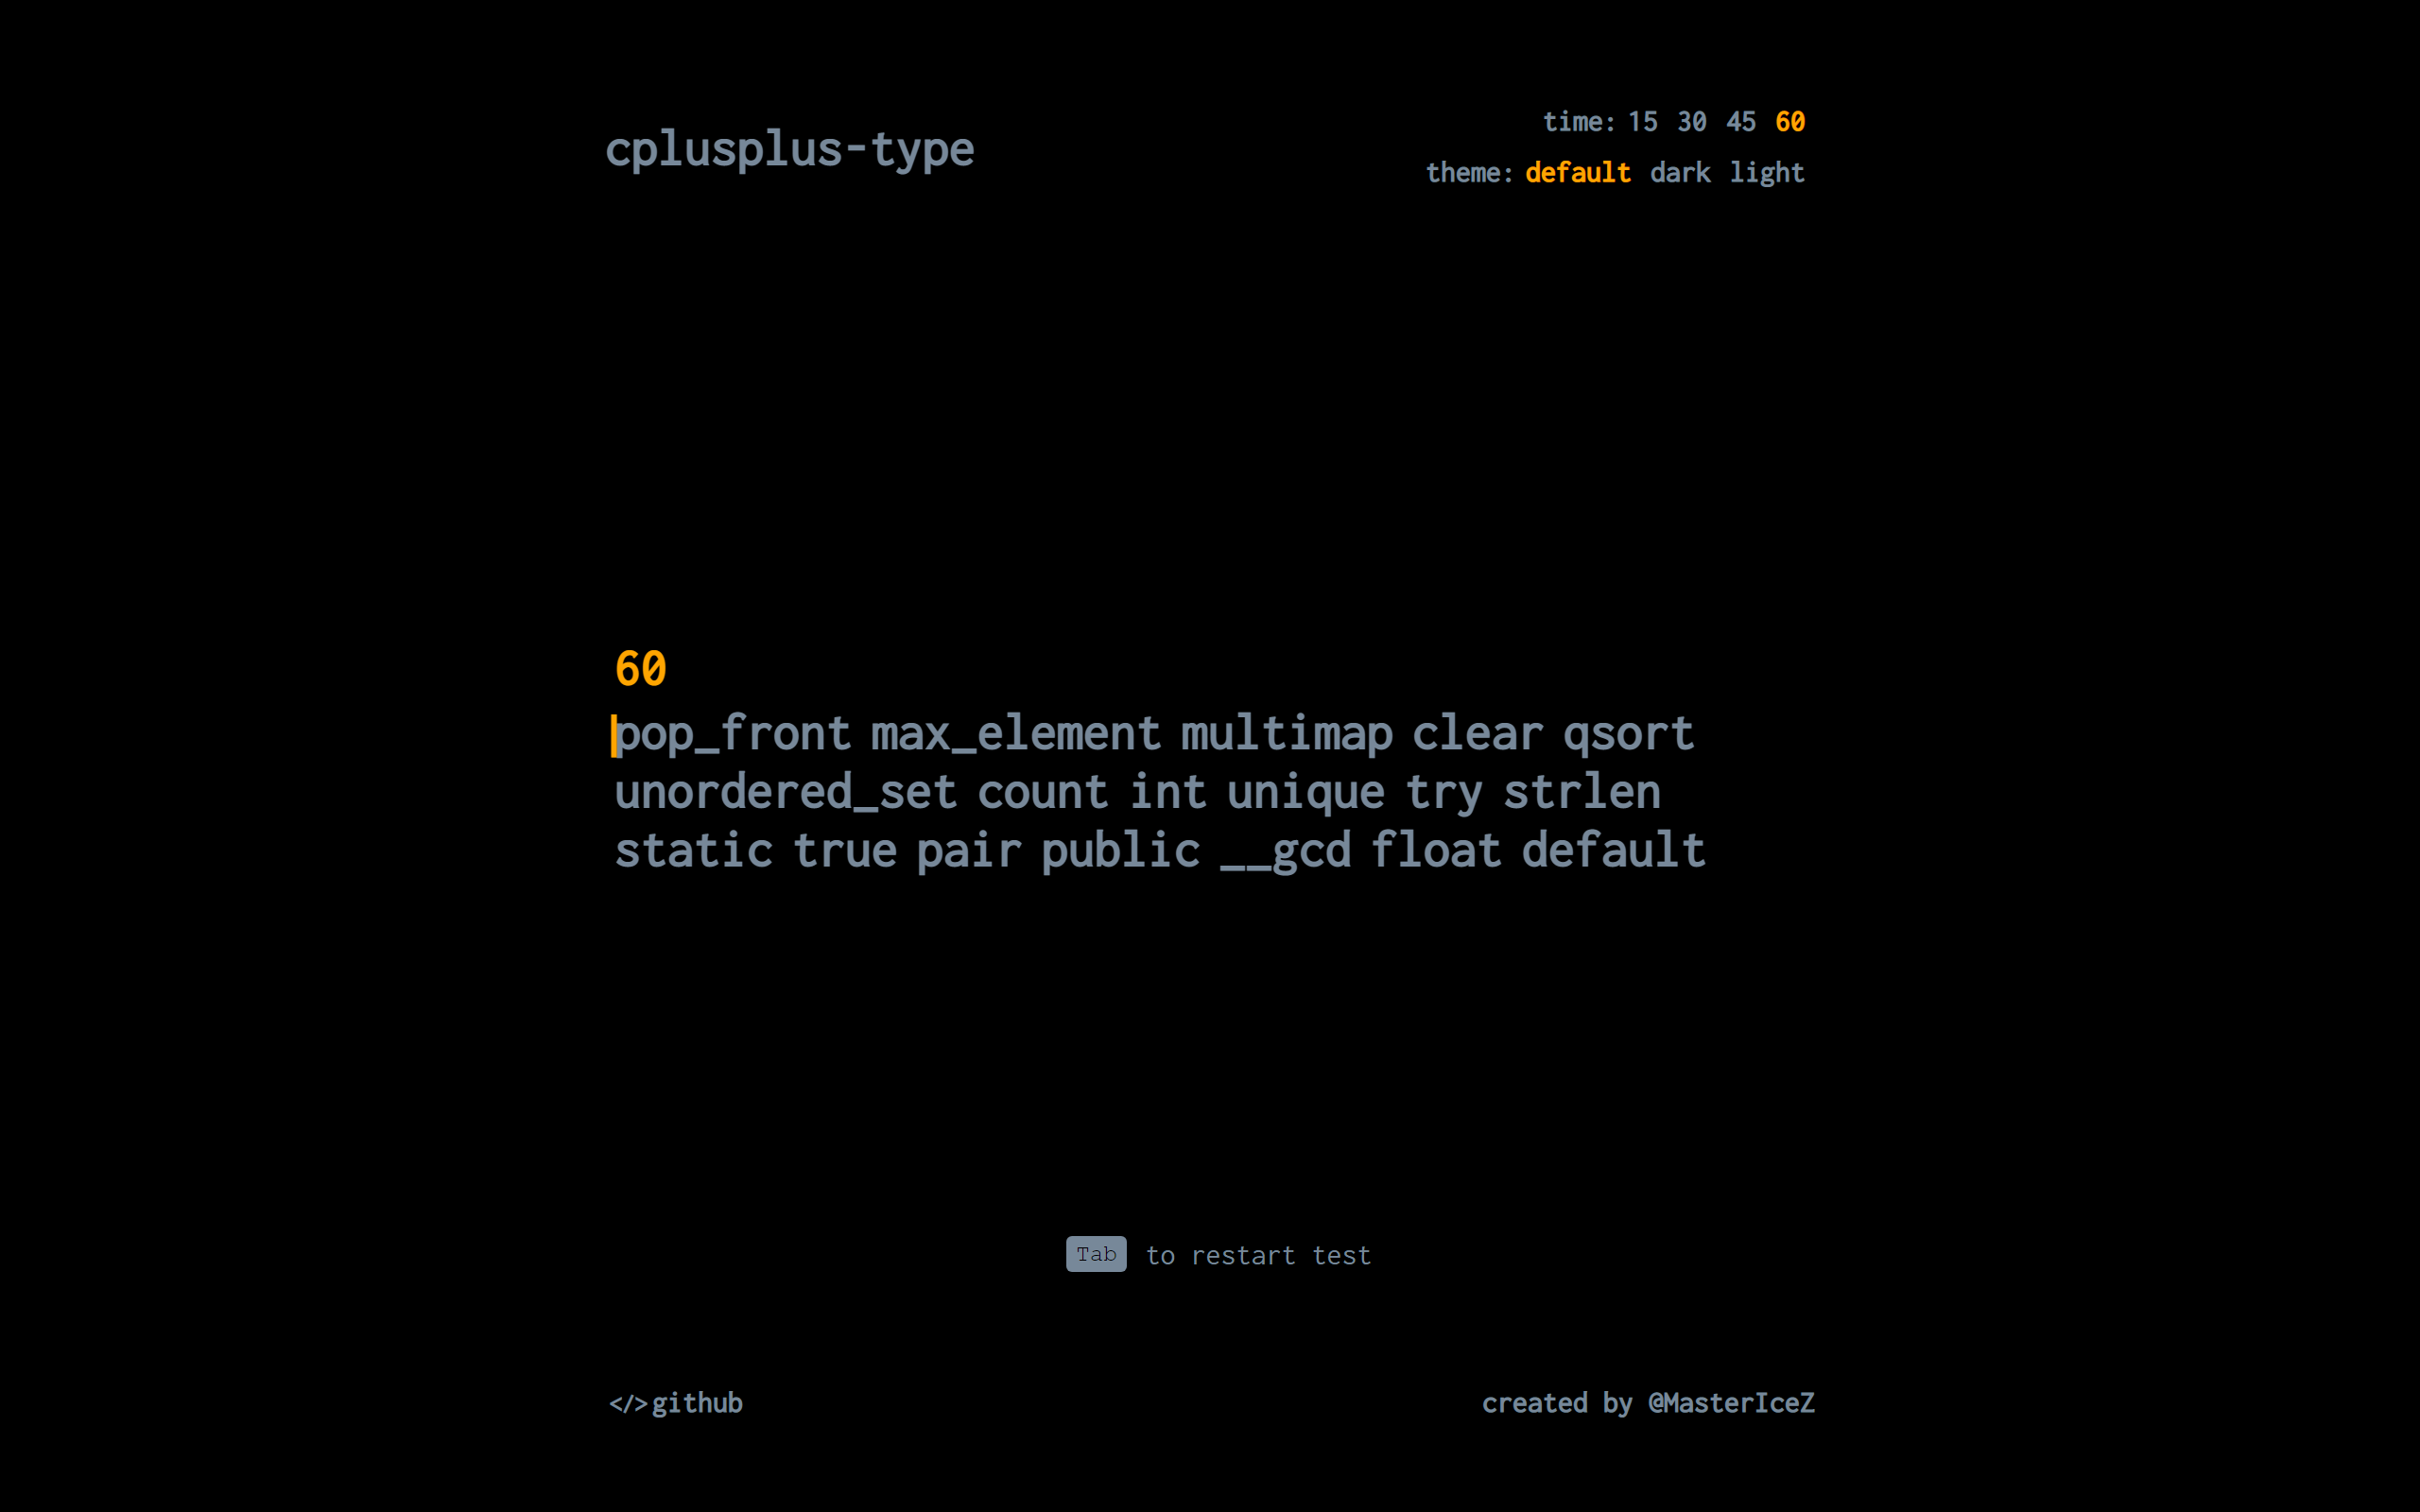 cplusplus-type
time: 15 30 45 60
theme: default dark light
60
pop_front max_element multimap clear qsort
unordered_set count int unique try strlen
static true pair public __gcd float default
Tab to restart test
</>github
created by @MasterIceZ